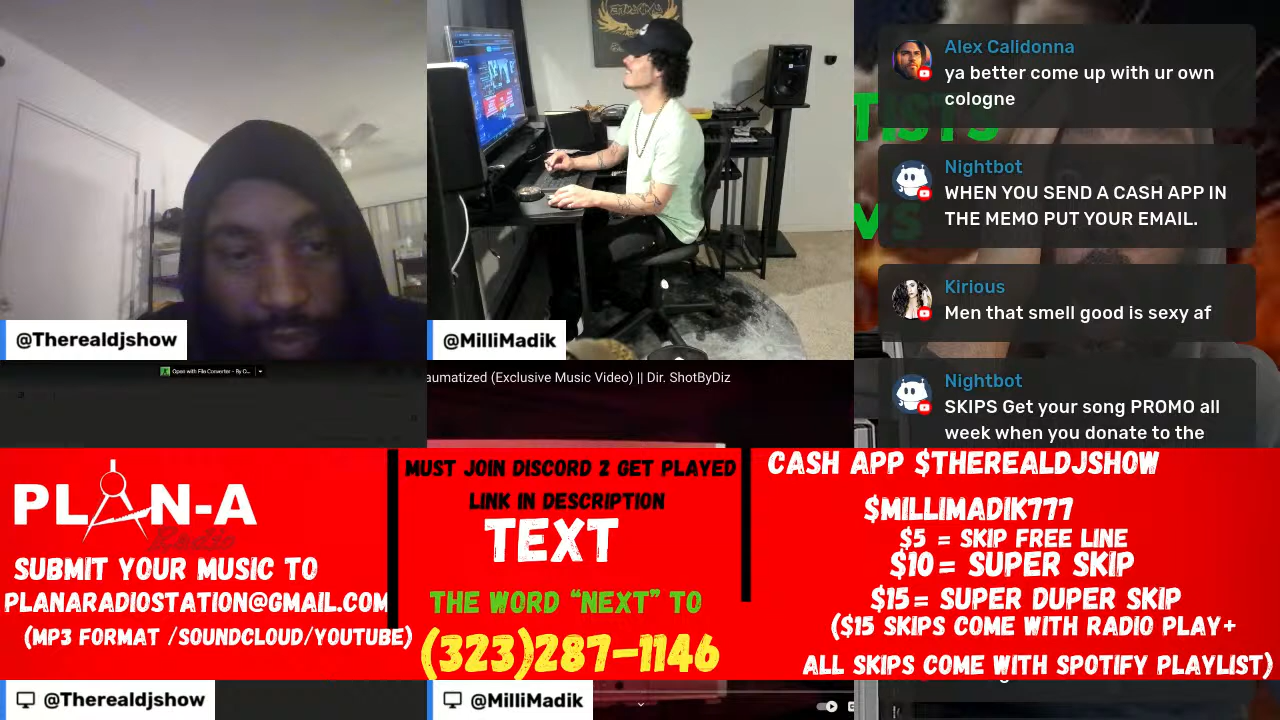 Alex Calidonna
ya better come up with ur own
cologne
Nightbot
WHEN YOU SEND A CASH APP IN
THE MEMO PUT YOUR EMAIL.
Kirious
Men that smell good is sexy af
Nightbot
SKIPS Get your song PROMO all
week when you donate to the
@Therealdjshow
@MilliMadik
aumatized (Exclusive Music Video) || Dir. ShotByDiz
PLAN-A
Radio
SUBMIT YOUR MUSIC TO
PLANARADIOSTATION@GMAIL.COM
(MP3 FORMAT /SOUNDCLOUD/YOUTUBE)
MUST JOIN DISCORD 2 GET PLAYED
LINK IN DESCRIPTION
TEXT
THE WORD “NEXT” TO
(323)287-1146
CASH APP $THEREALDJSHOW
$MILLIMADIK777
$5 = SKIP FREE LINE
$10 = SUPER SKIP
$15= SUPER DUPER SKIP
($15 SKIPS COME WITH RADIO PLAY+
ALL SKIPS COME WITH SPOTIFY PLAYLIST)
@Therealdjshow
@MilliMadik